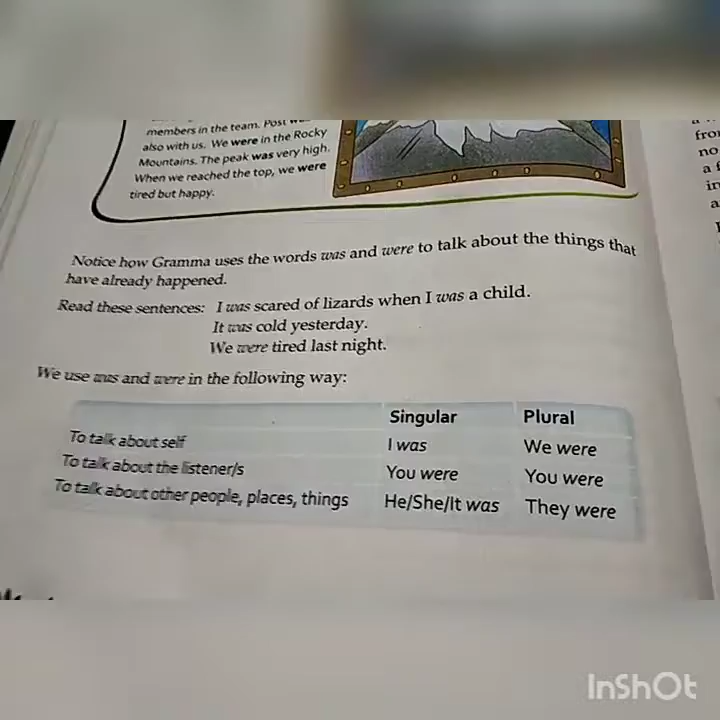 members in the team. Post was
also with us. We were in the Rocky
Mountains. The peak was very high.
When we reached the top, we were
tired but happy.
Notice how Gramma uses the words was and were to talk about the things that
have already happened.
Read these sentences: I was scared of lizards when I was a child.
It was cold yesterday.
We were tired last night.
We use was and were in the following way:
Singular Plural
To talk about self I was We were
To talk about the listener/s You were You were
To talk about other people, places, things He/She/It was They were
no
a
InShOt